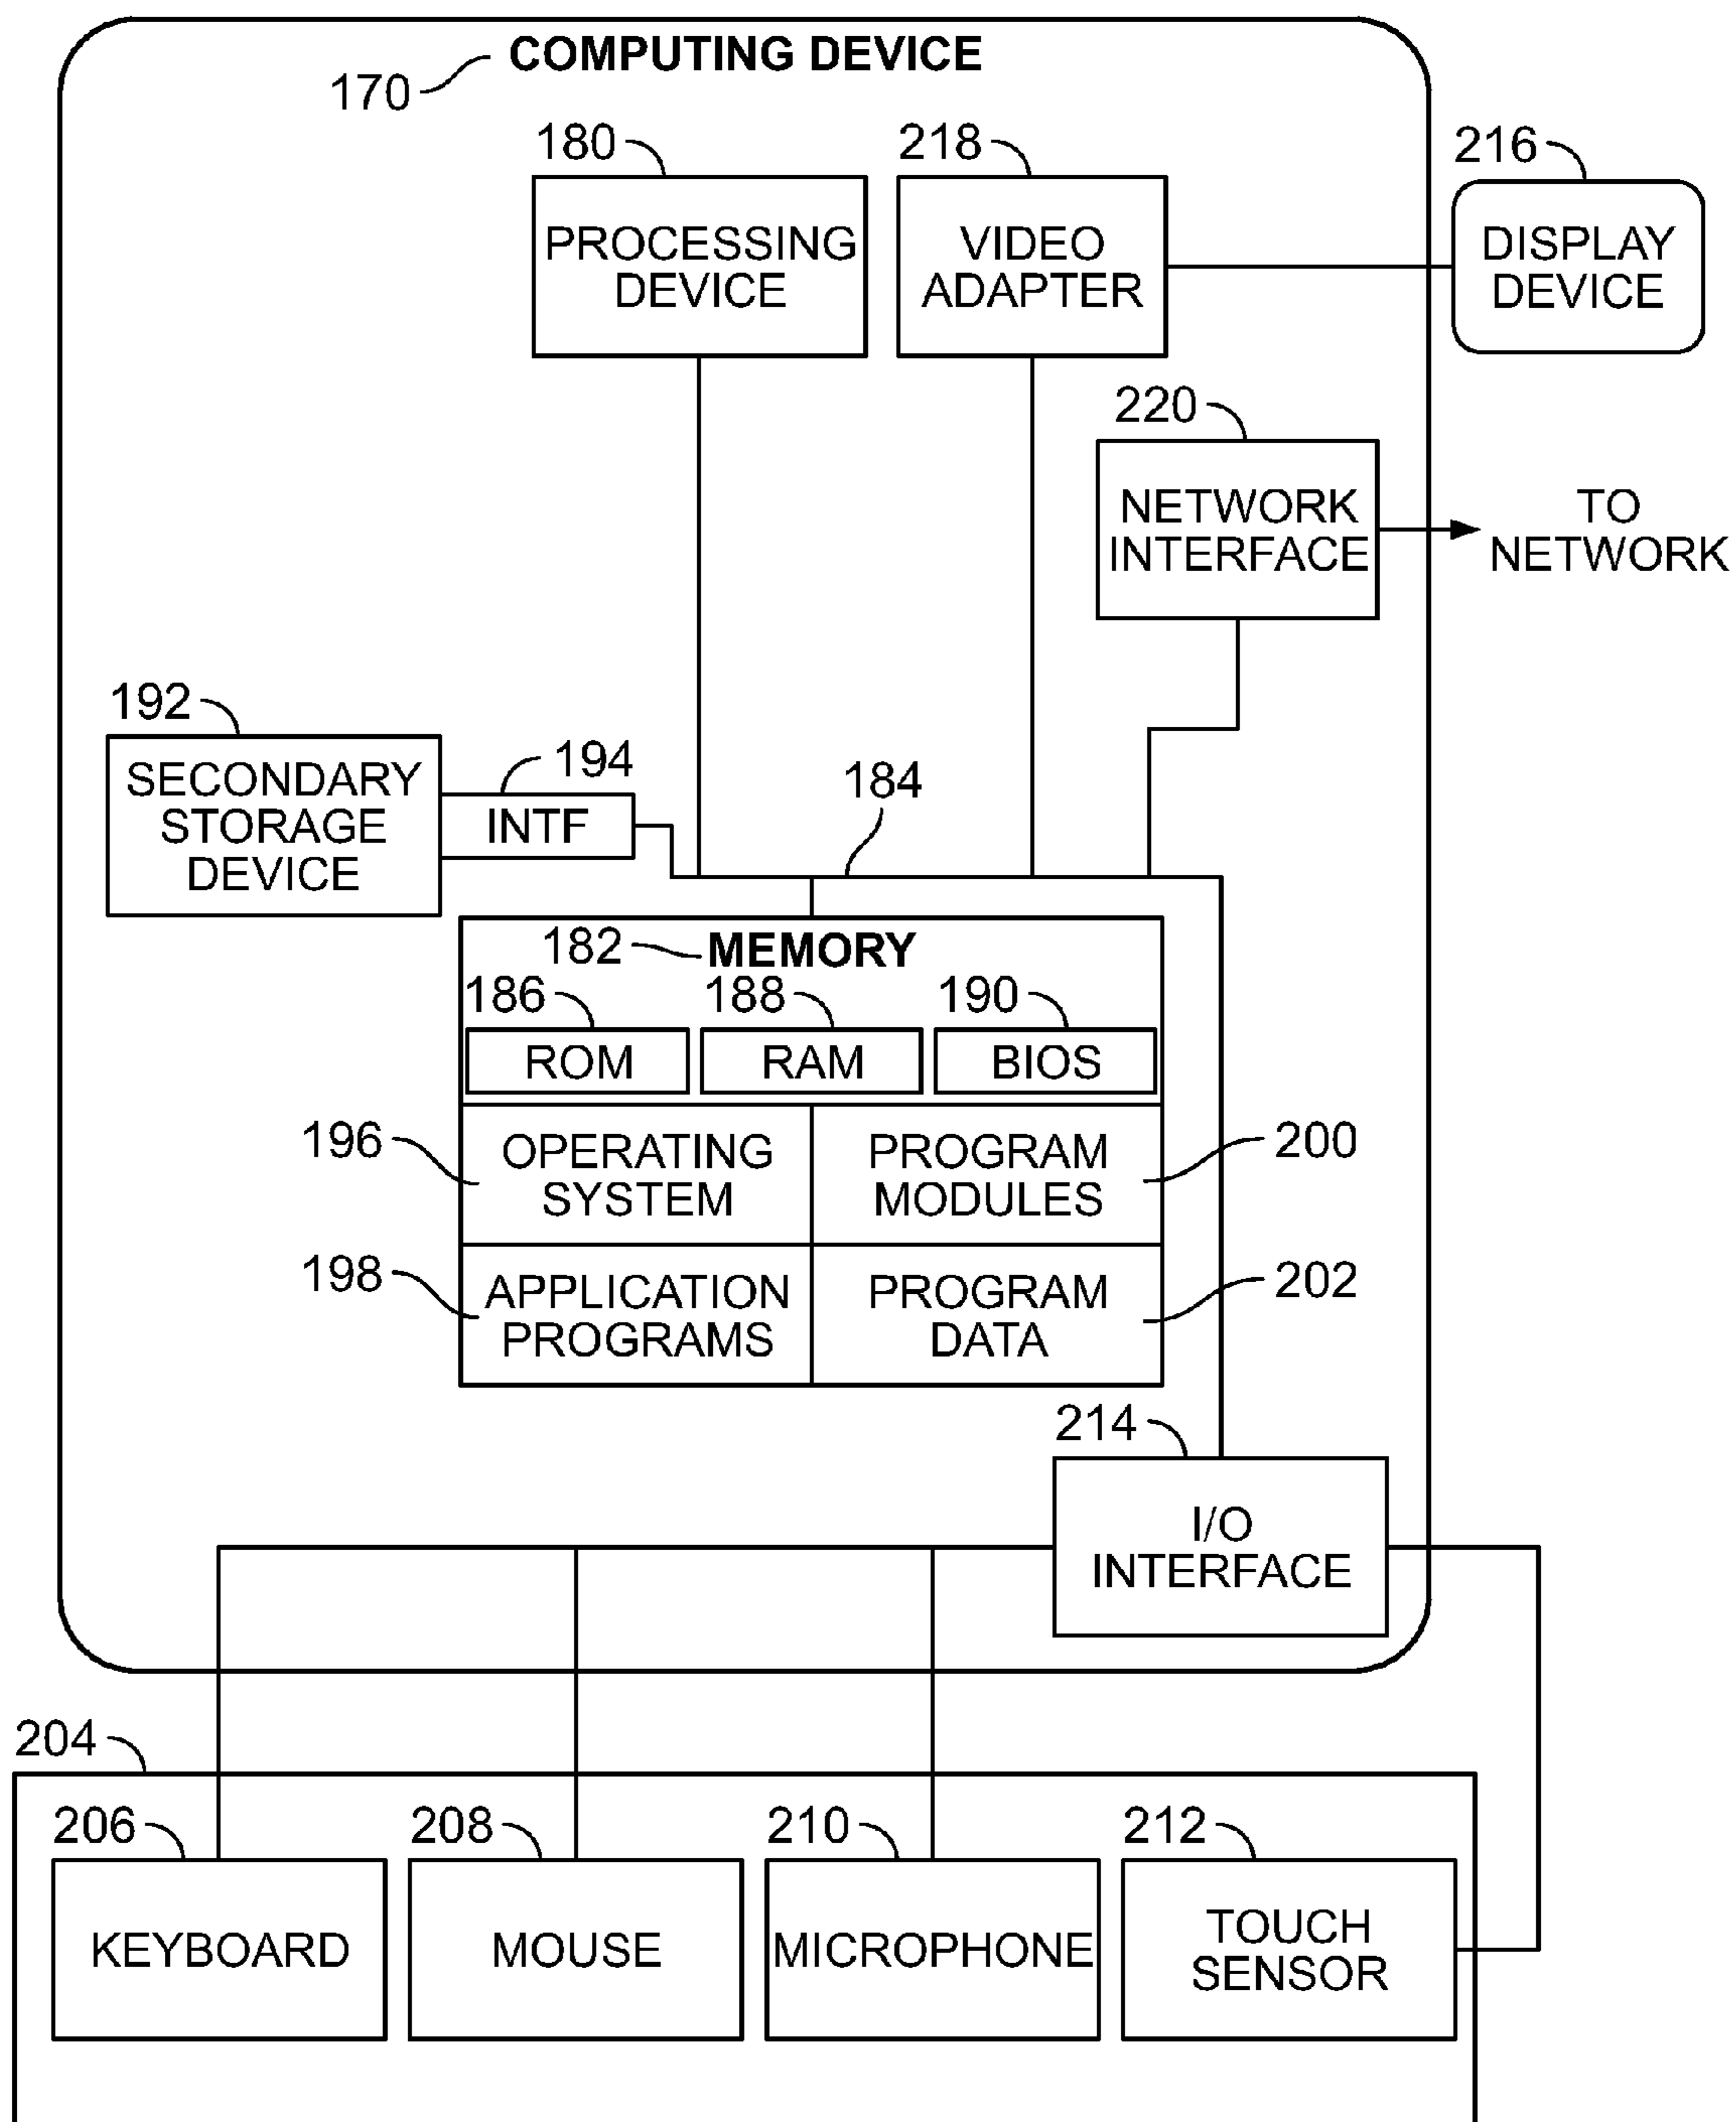 COMPUTING DEVICE
170
180
218
216
PROCESSING
DEVICE
VIDEO
ADAPTER
DISPLAY
DEVICE
220
NETWORK
INTERFACE
TO
NETWORK
192
SECONDARY
STORAGE
DEVICE
194
INTF
184
182
MEMORY
186
188
190
ROM
RAM
BIOS
196
OPERATING
SYSTEM
PROGRAM
MODULES
200
198
APPLICATION
PROGRAMS
PROGRAM
DATA
202
214
I/O
INTERFACE
204
206
208
210
212
KEYBOARD
MOUSE
MICROPHONE
TOUCH
SENSOR